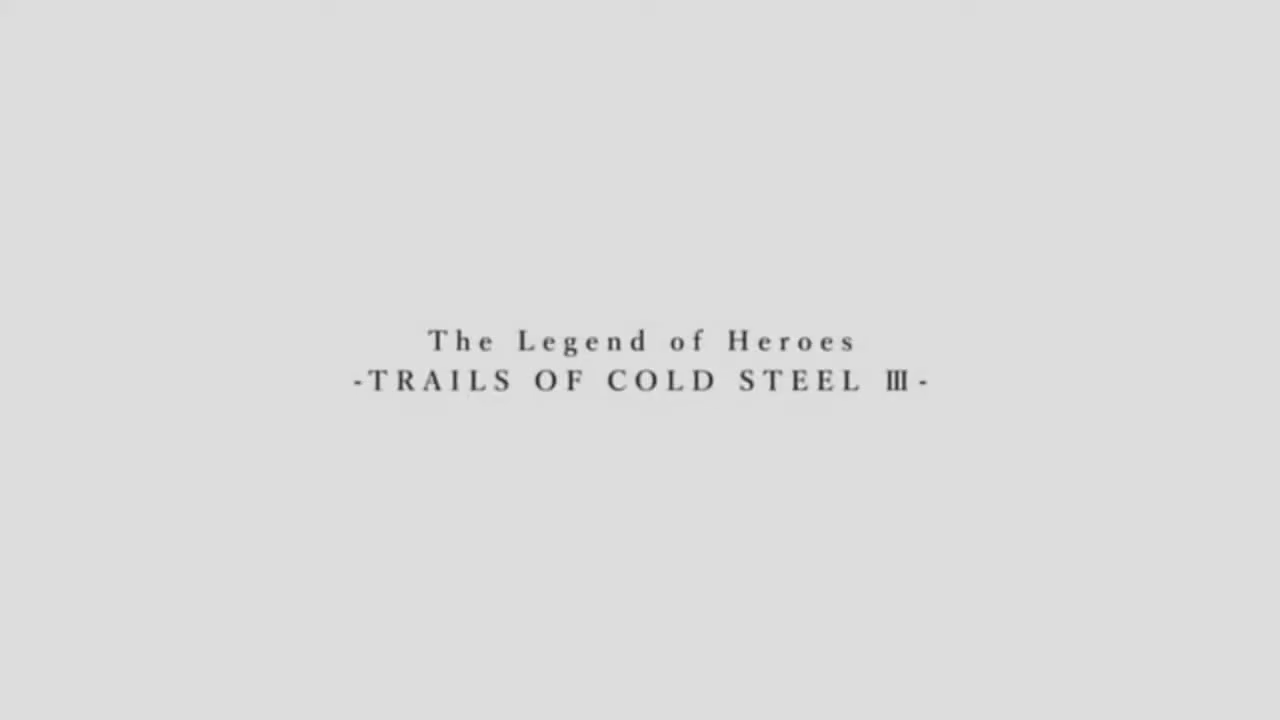 The Legend of Heroes
-TRAILS OF COLD STEEL Ⅲ-